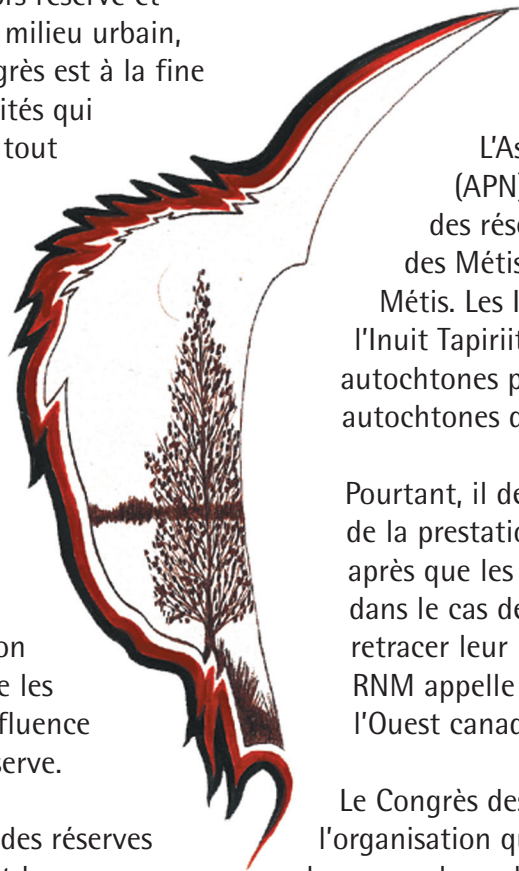 milieu urbain,
grès est à la fine
ités qui
tout
on
e les
fluence
serve.
des réserves
L'As
(APN)
des rése
des Métis
Métis. Les I
l'Inuit Tapiriit
autochtones p
autochtones d
Pourtant, il de
de la prestatio
après que les
dans le cas de
retracer leur
RNM appelle
l'Ouest canad
Le Congrès des
l'organisation qu